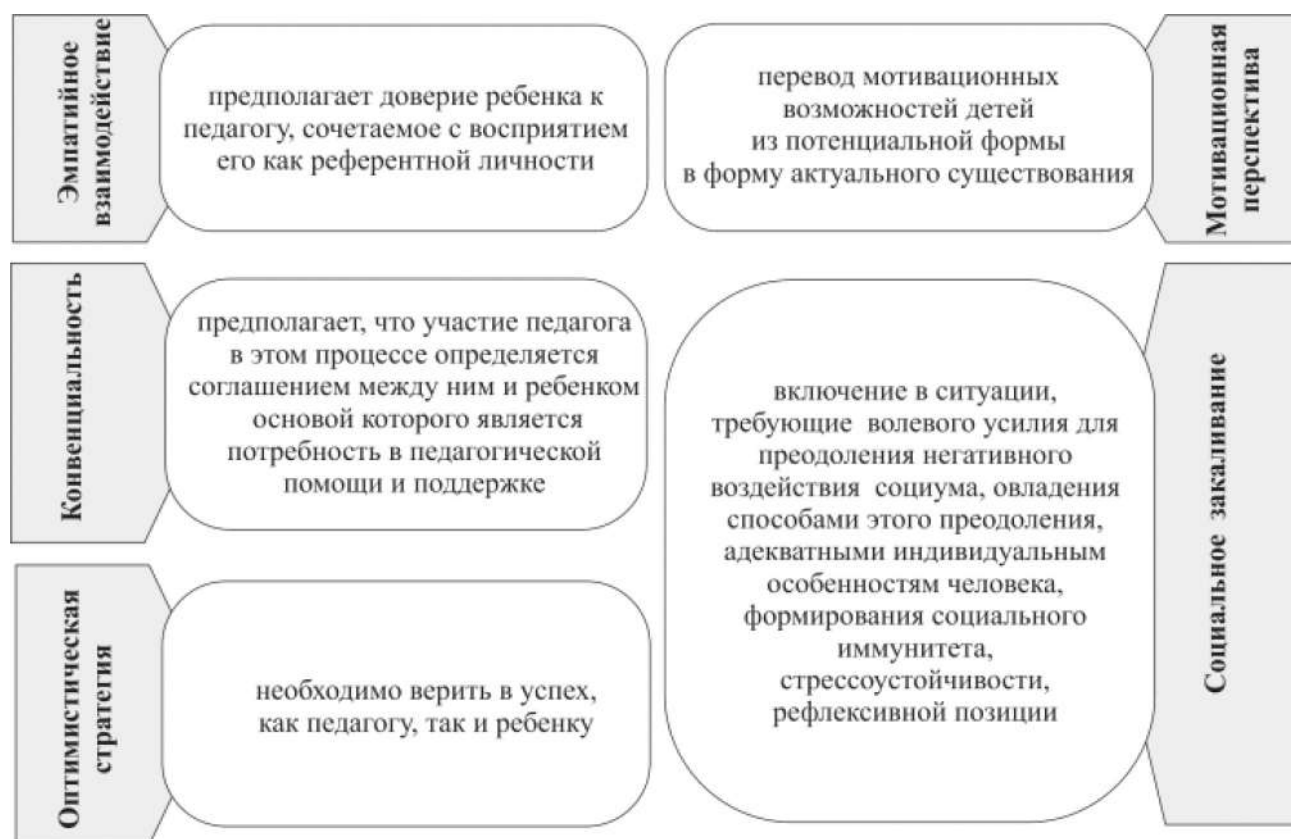 Эмпатийное
взаимодействие
предполагает доверие ребенка к
педагогу, сочетаемое с восприятием
его как референтной личности
перевод мотивационных
возможностей детей
из потенциальной формы
в форму актуального существования
Мотивационная
перспектива
Конвенциальность
предполагает, что участие педагога
в этом процессе определяется
соглашением между ним и ребенком
основой которого является
потребность в педагогической
помощи и поддержке
включение в ситуации,
требующие волевого усилия для
преодоления негативного
воздействия социума, овладения
способами этого преодоления,
адекватными индивидуальным
особенностям человека,
формирования социального
иммунитета,
стрессоустойчивости,
рефлексивной позиции
Социальное закаливание
Оптимистическая
стратегия
необходимо верить в успех,
как педагогу, так и ребенку